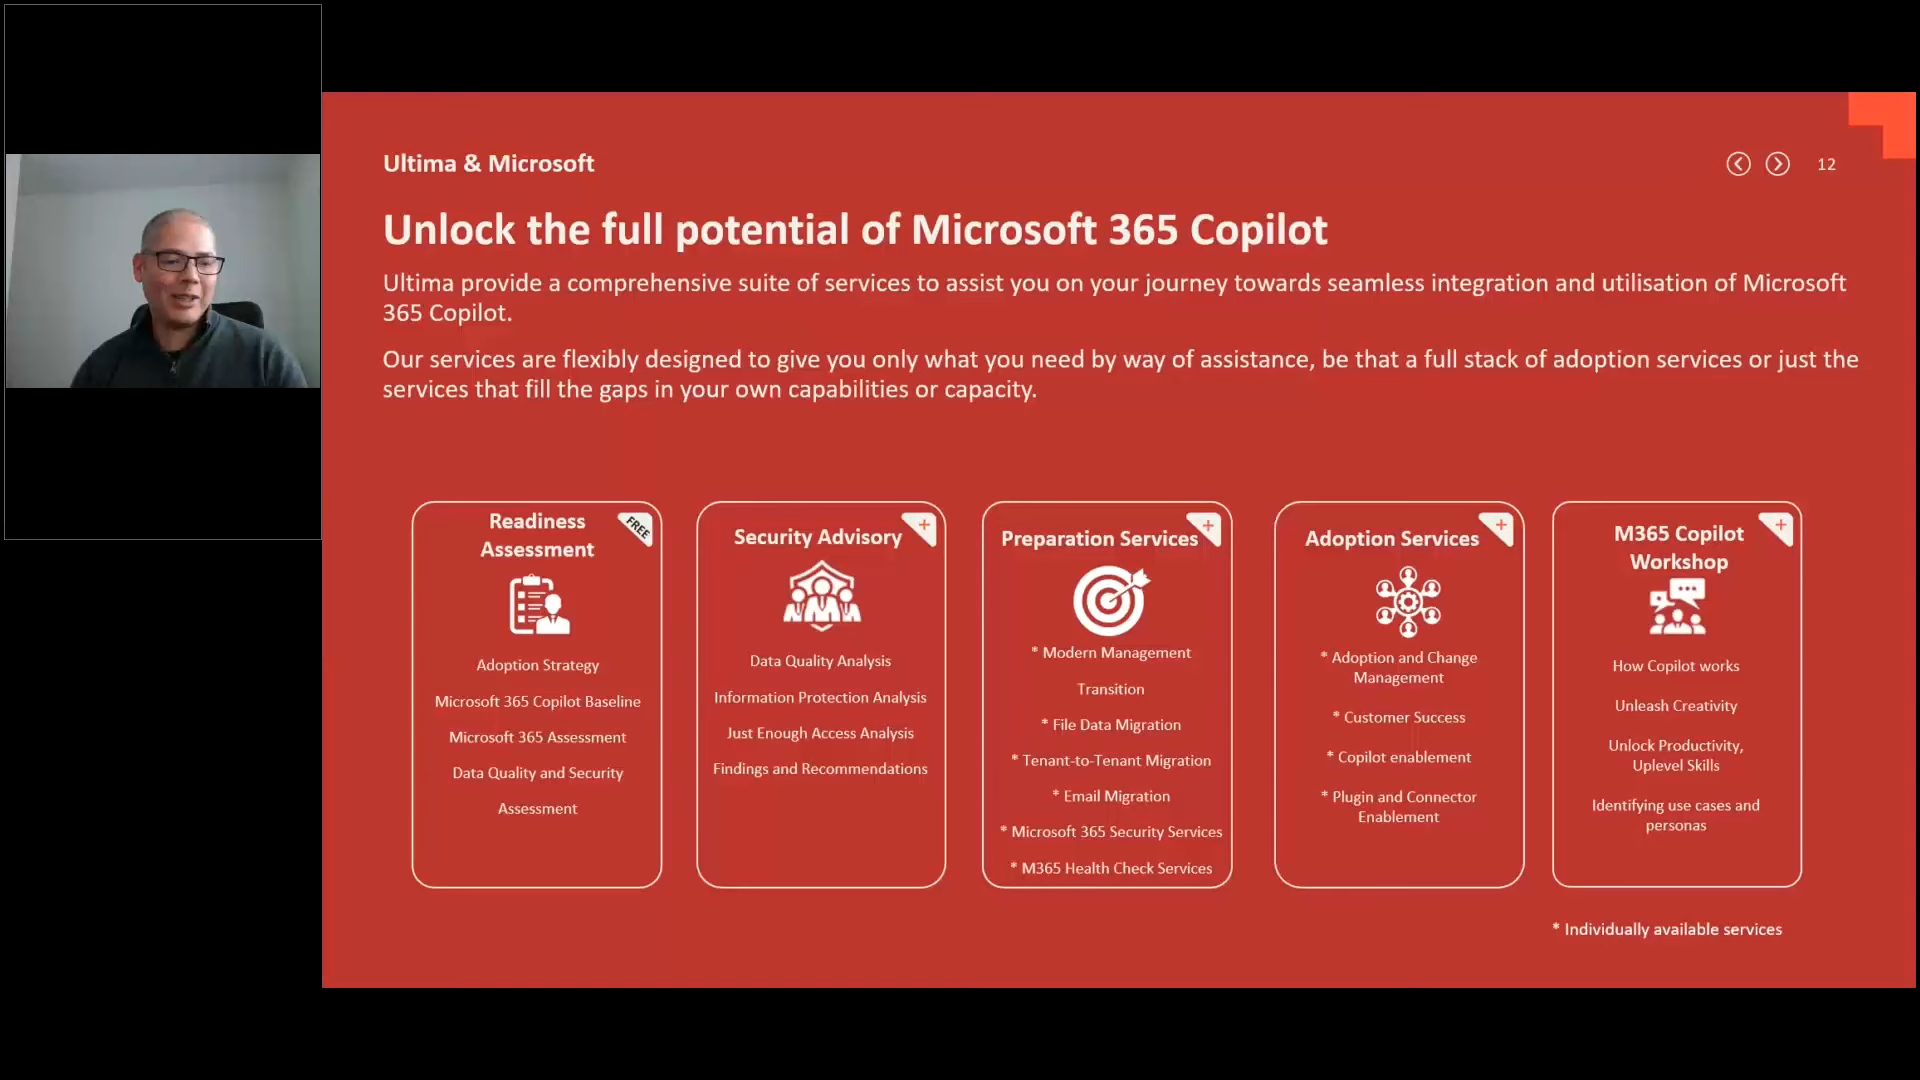 Ultima & Microsoft
12
Unlock the full potential of Microsoft 365 Copilot
Ultima provide a comprehensive suite of services to assist you on your journey towards seamless integration and utilisation of Microsoft
365 Copilot.
Our services are flexibly designed to give you only what you need by way of assistance, be that a full stack of adoption services or just the
services that fill the gaps in your own capabilities or capacity.
Readiness
Assessment
FREE
Adoption Strategy
Microsoft 365 Copilot Baseline
Microsoft 365 Assessment
Data Quality and Security
Assessment
Security Advisory
+
Data Quality Analysis
Information Protection Analysis
Just Enough Access Analysis
Findings and Recommendations
Preparation Services
+
* Modern Management
Transition
* File Data Migration
* Tenant-to-Tenant Migration
* Email Migration
* Microsoft 365 Security Services
* M365 Health Check Services
Adoption Services
+
* Adoption and Change
Management
* Customer Success
* Copilot enablement
* Plugin and Connector
Enablement
M365 Copilot
Workshop
+
How Copilot works
Unleash Creativity
Unlock Productivity,
Uplevel Skills
Identifying use cases and
personas
* Individually available services